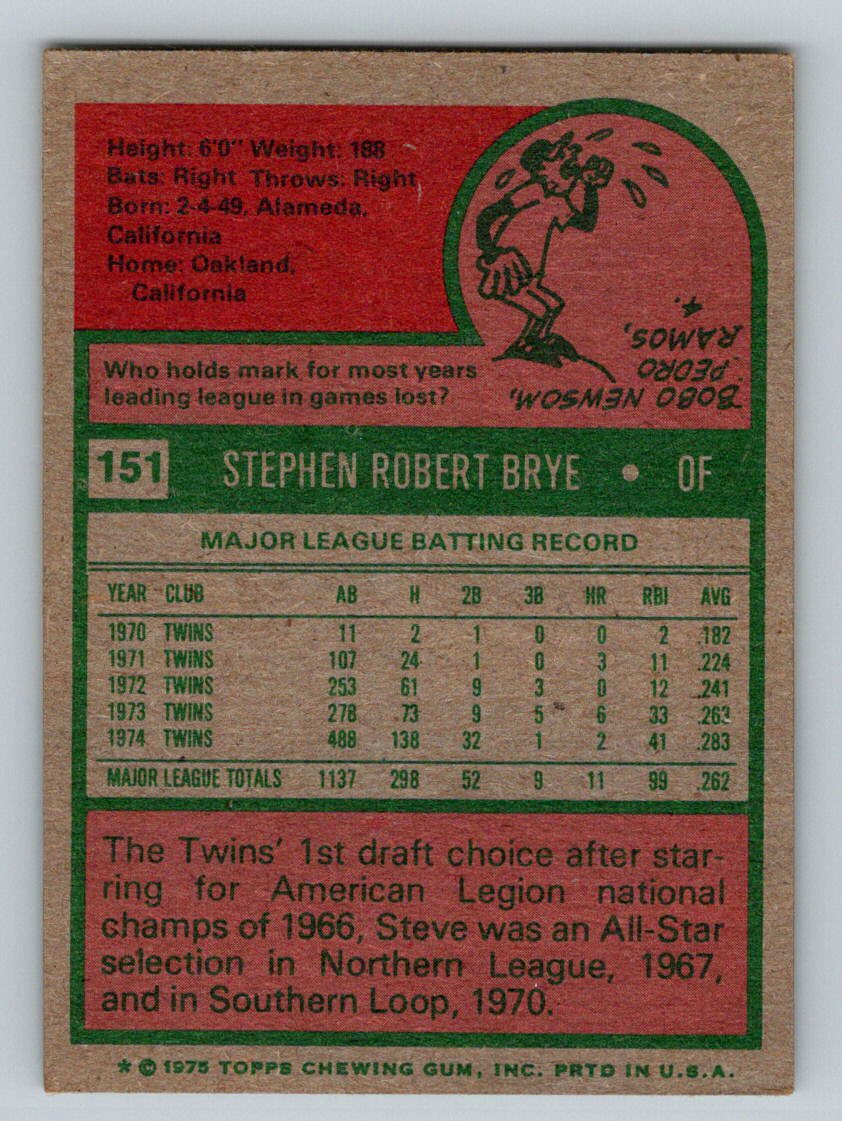 Height: 6'0" Weight: 188
Bats: Right Throws: Right
Born: 2-4-49, Alameda,
California
Home: Oakland,
California
Who holds mark for most years
leading league in games lost?
BOBO NEWSOM,
PEDRO
RAMOS,
4.
151 STEPHEN ROBERT BRYE • OF
MAJOR LEAGUE BATTING RECORD
YEAR CLUB AB H 2B 3B HR RBI AVG
1970 TWINS 11 2 1 0 0 2 .182
1971 TWINS 107 24 1 0 3 11 .224
1972 TWINS 253 61 9 3 0 12 .241
1973 TWINS 278 73 9 5 6 33 .263
1974 TWINS 488 138 32 1 2 41 .283
MAJOR LEAGUE TOTALS 1137 298 52 9 11 99 .262
The Twins' 1st draft choice after star-
ring for American Legion national
champs of 1966, Steve was an All-Star
selection in Northern League, 1967,
and in Southern Loop, 1970.
* © 1975 TOPPS CHEWING GUM, INC. PRTD IN U.S.A.